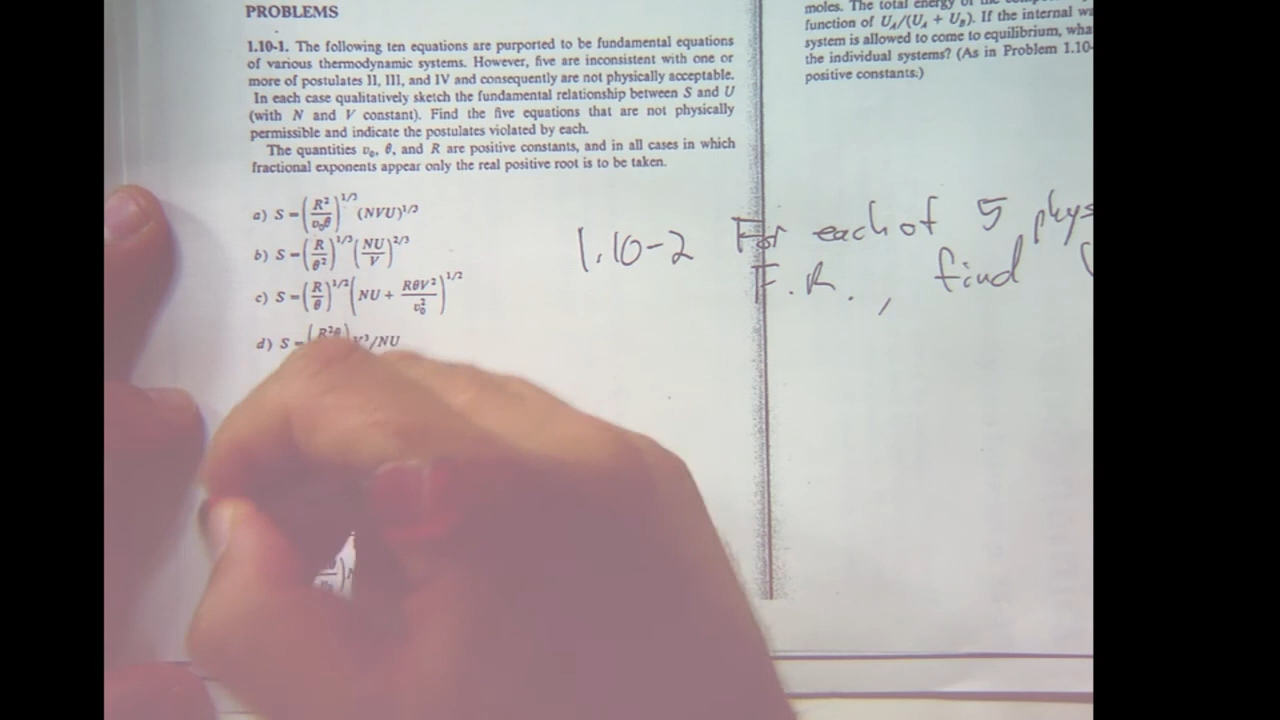 PROBLEMS
1.10-1. The following ten equations are purported to be fundamental equations
of various thermodynamic systems. However, five are inconsistent with one or
more of postulates II, III, and IV and consequently are not physically acceptable.
In each case qualitatively sketch the fundamental relationship between S and U
(with N and V constant). Find the five equations that are not physically
permissible and indicate the postulates violated by each.
The quantities v₀, θ, and R are positive constants, and in all cases in which
fractional exponents appear only the real positive root is to be taken.
a) S = (R²/v₀θ)^1/3 (NVU)^1/3
b) S = (R/θ²)^1/3 (NU/V)^2/3
c) S = (R/θ)^1/2 (NU + RθV²/v₀²)^1/2
d) S = (R²θ V³/NU
moles. The total energy of the
function of U_A/(U_A + U_B). If the internal
system is allowed to come to equilibrium,
the individual systems? (As in Problem 1.10-
positive constants.)
1.10-2 For each of 5 phys
F.R., find